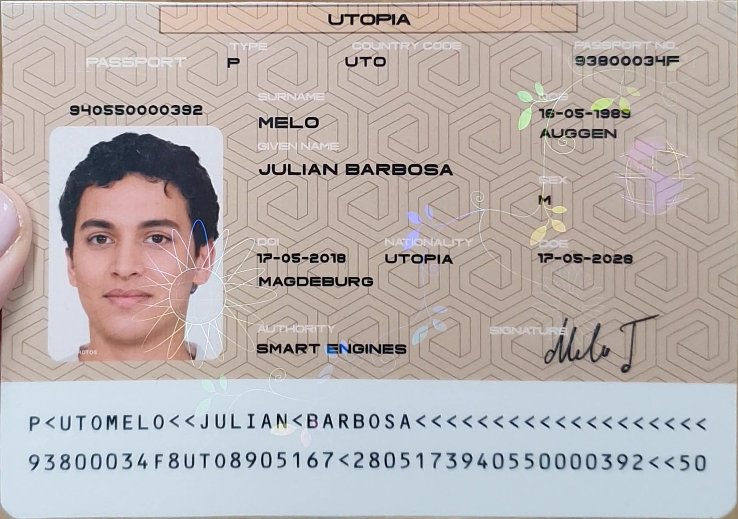 UTOPIA
PASSPORT
TYPE
P
COUNTRY CODE
UTO
PASSPORT NO.
93800034F
940550000392
SURNAME
MELO
GIVEN NAME
JULIAN BARBOSA
DOB
16-05-1989
AUGGEN
SEX
M
DOI
17-05-2018
MAGDEBURG
NATIONALITY
UTOPIA
DOE
17-05-2028
AUTHORITY
SMART ENGINES
SIGNATURE
Melo J
P<UTOMELO<<JULIAN<BARBOSA<<<<<<<<<<<<<<<<<<<
93800034F8UTO8905167<2805173940550000392<<50